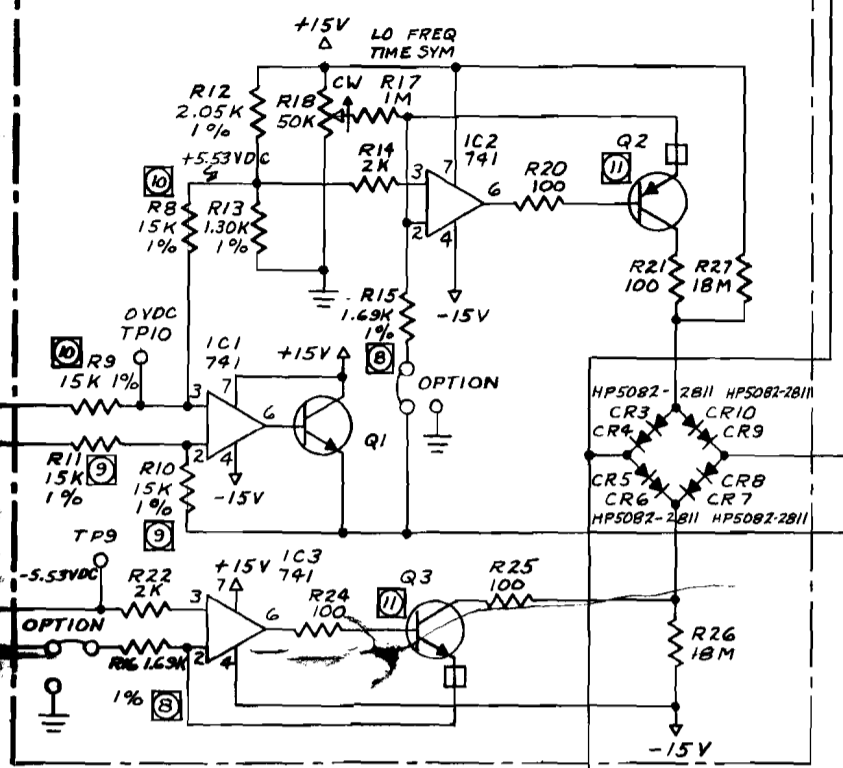 +15V
LO FREQ
TIME SYM
R12
2.05K
1%
R18
50K
CW
R17
1M
+5.53VDC
R14
2K
3
7
2
4
6
IC2
741
-15V
R20
100
Q2
11
10
R8
15K
1%
R13
1.30K
1%
R15
1.69K
1%
8
OPTION
R21
100
R27
18M
0VDC
TP10
10
R9
15K 1%
IC1
741
+15V
3
7
6
2
4
-15V
Q1
R11
15K
1%
9
R10
15K
1%
9
HP5082-2811 HP5082-2811
CR3
CR4
CR10
CR9
CR5
CR6
CR8
CR7
HP5082-2811 HP5082-2811
TP9
-5.53VDC
R22
2K
+15V
IC3
741
3
7
6
2
4
R24
100
Q3
11
R25
100
OPTION
R16 1.69K
1%
8
R26
18M
-15V